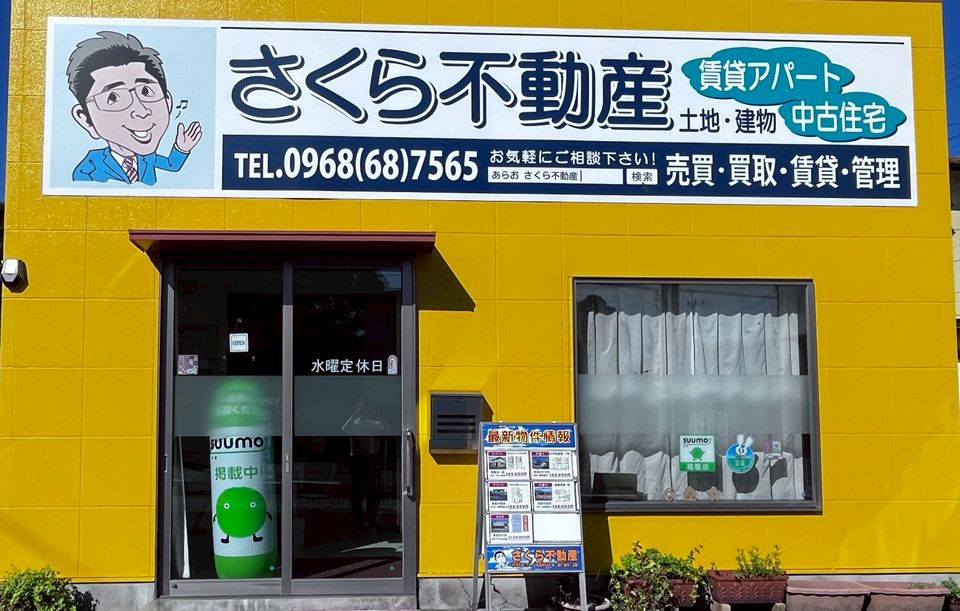 さくら不動産
賃貸アパート
土地・建物
中古住宅
TEL.0968(68)7565
お気軽にご相談下さい!
あらお さくら不動産
検索
売買・買取・賃貸・管理
OPEN
水曜定休日
SUUMO
掲載中!
最新物件情報
さくら不動産
SUUMO
掲載店